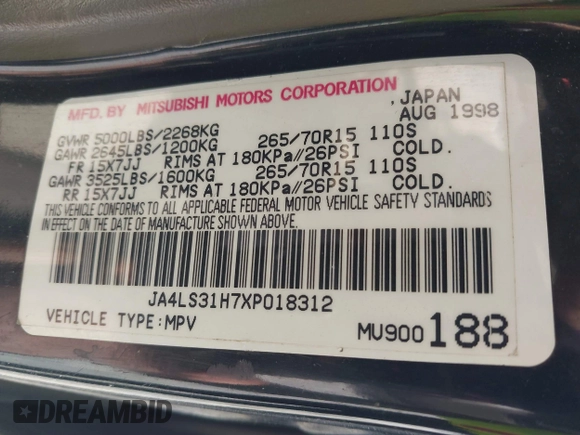 MFD. BY MITSUBISHI MOTORS CORPORATION , JAPAN
AUG 1998
GVWR 5000LBS/2268KG
GAWR 2645LBS/1200KG 265/70R15 110S
FR 15X7JJ RIMS AT 180KPa//26PSI COLD.
GAWR 3525LBS/1600KG 265/70R15 110S
RR 15X7JJ RIMS AT 180KPa//26PSI COLD.
THIS VEHICLE CONFORMS TO ALL APPLICABLE FEDERAL MOTOR VEHICLE SAFETY STANDARDS
IN EFFECT ON THE DATE OF MANUFACTURE SHOWN ABOVE.
JA4LS31H7XP018312
VEHICLE TYPE:MPV MU900 188
DREAMBID